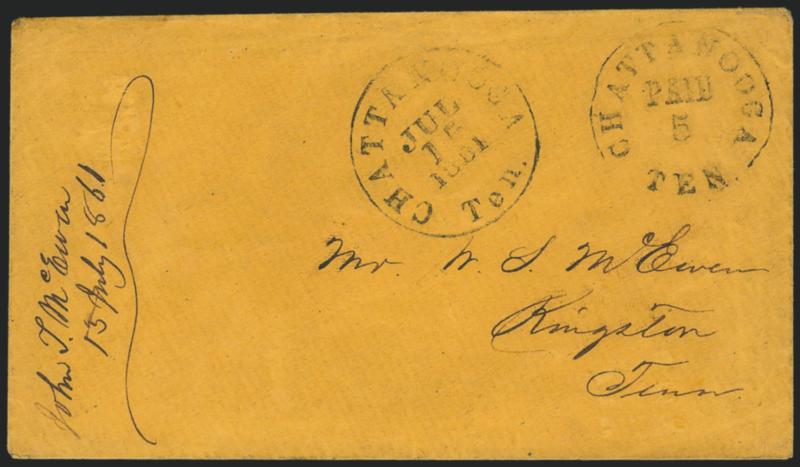 CHATTANOOGA
JUL
15
1861
Ten.
CHATTANOOGA
PAID
5
TEN.
Mr. W. S. McEwen
Kingston
Tenn.
John T. McEwen
15 July 1861